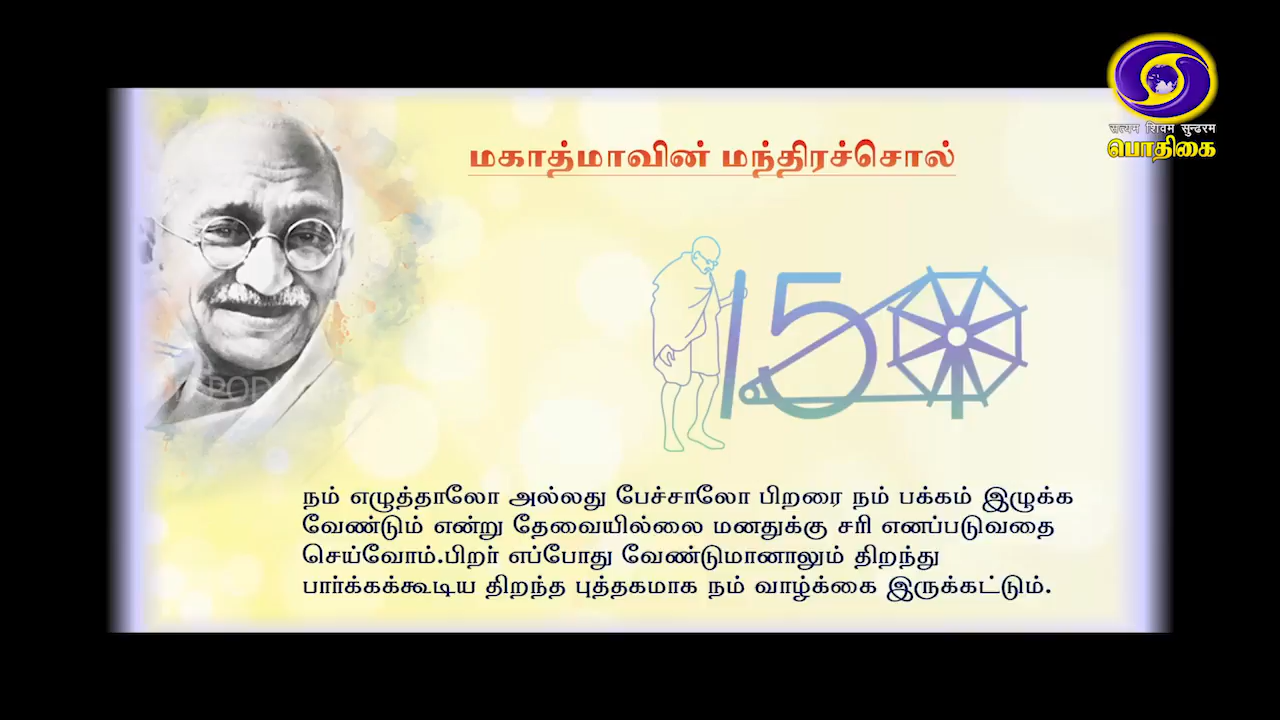 सत्यम शिवम सुन्दरम
பொதிகை
மகாத்மாவின் மந்திரச்சொல்
150
நம் எழுத்தாலோ அல்லது பேச்சாலோ பிறரை நம் பக்கம் இழுக்க
வேண்டும் என்று தேவையில்லை மனதுக்கு சரி எனப்படுவதை
செய்வோம்.பிறர் எப்போது வேண்டுமானாலும் திறந்து
பார்க்கக்கூடிய திறந்த புத்தகமாக நம் வாழ்க்கை இருக்கட்டும்.